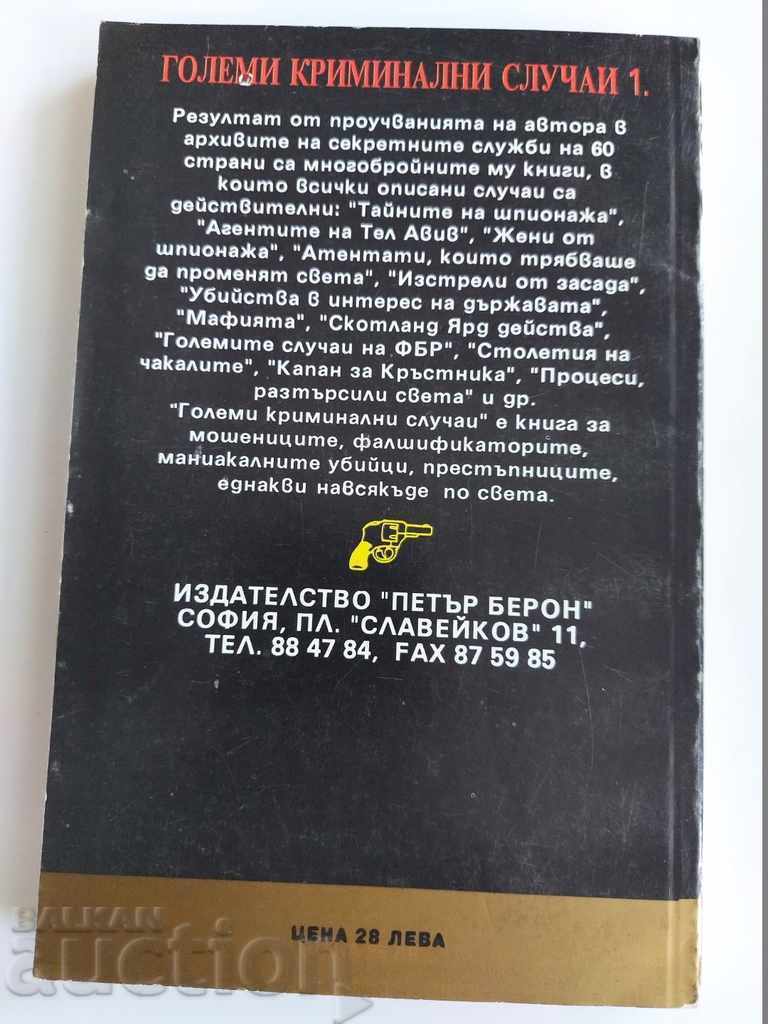 ГОЛЕМИ КРИМИНАЛНИ СЛУЧАИ 1.
Резултат от проучванията на автора в
архивите на секретните служби на 60
страни са многобройните му книги, в
които всички описани случаи са
действителни: "Тайните на шпионажа",
"Агентите на Тел Авив", "Жени от
шпионажа", "Атентати, които трябваше
да променят света", "Изстрели от засада",
"Убийства в интерес на държавата",
"Мафията", "Скотланд Ярд действа",
"Големите случаи на ФБР", "Столетия на
чакалите", "Капан за Кръстника", "Процеси,
разтърсили света" и др.
"Големи криминални случаи" е книга за
мошениците, фалшификаторите,
маниакалните убийци, престъпниците,
еднакви навсякъде по света.
ИЗДАТЕЛСТВО "ПЕТЪР БЕРОН"
СОФИЯ, ПЛ. "СЛАВЕЙКОВ" 11,
ТЕЛ. 88 47 84, FAX 87 59 85
ЦЕНА 28 ЛЕВА
BALKAN
auction